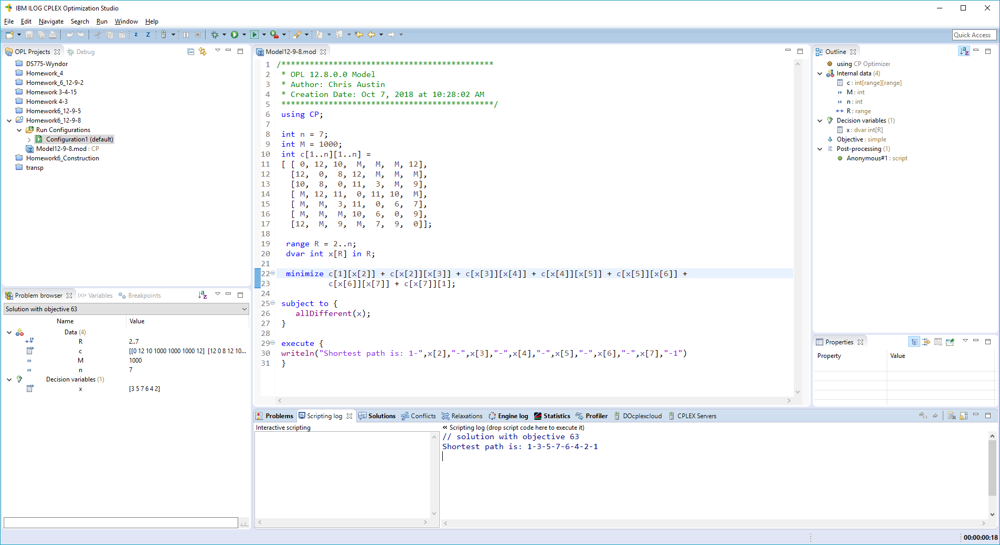 IBM ILOG CPLEX Optimization Studio
File Edit Navigate Search Run Window Help
Quick Access
OPL Projects
Debug
DS775-Wyndor
Homework_4
Homework_6_12-9-2
Homework 3-4-15
Homework 4-3
Homework6_12-9-5
Homework6_12-9-8
Run Configurations
Configuration1 (default)
Model12-9-8.mod : CP
Homework6_Construction
transp
Problem browser (x)= Variables Breakpoints
Solution with objective 63
Name Value
Data (4)
R 2..7
c [[0 12 10 1000 1000 1000 12] [12 0 8 12 10...
M 1000
n 7
Decision variables (1)
x [3 5 7 6 4 2]
Model12-9-8.mod
1 /*********************************************
2 * OPL 12.8.0.0 Model
3 * Author: Chris Austin
4 * Creation Date: Oct 7, 2018 at 10:28:02 AM
5 *********************************************/
6 using CP;
7
8 int n = 7;
9 int M = 1000;
10 int c[1..n][1..n] =
11 [ [ 0, 12, 10, M, M, M, 12],
12 [12, 0, 8, 12, M, M, M],
13 [10, 8, 0, 11, 3, M, 9],
14 [ M, 12, 11, 0, 11, 10, M],
15 [ M, M, 3, 11, 0, 6, 7],
16 [ M, M, M, 10, 6, 0, 9],
17 [12, M, 9, M, 7, 9, 0]];
18
19 range R = 2..n;
20 dvar int x[R] in R;
21
22 minimize c[1][x[2]] + c[x[2]][x[3]] + c[x[3]][x[4]] + c[x[4]][x[5]] + c[x[5]][x[6]] +
23 c[x[6]][x[7]] + c[x[7]][1];
24
25 subject to {
26 allDifferent(x);
27 }
28
29 execute {
30 writeln("Shortest path is: 1-",x[2],"-",x[3],"-",x[4],"-",x[5],"-",x[6],"-",x[7],"-1")
31 }
Outline
using CP Optimizer
Internal data (4)
c : int[range][range]
M : int
n : int
R : range
Decision variables (1)
x : dvar int[R]
Objective : simple
Post-processing (1)
Anonymous#1 : script
Properties
Property Value
Problems Scripting log Solutions Conflicts Relaxations Engine log Statistics Profiler DOcplexcloud CPLEX Servers
Interactive scripting
« Scripting log (drop script code here to execute it)
// solution with objective 63
Shortest path is: 1-3-5-7-6-4-2-1
00:00:00:18